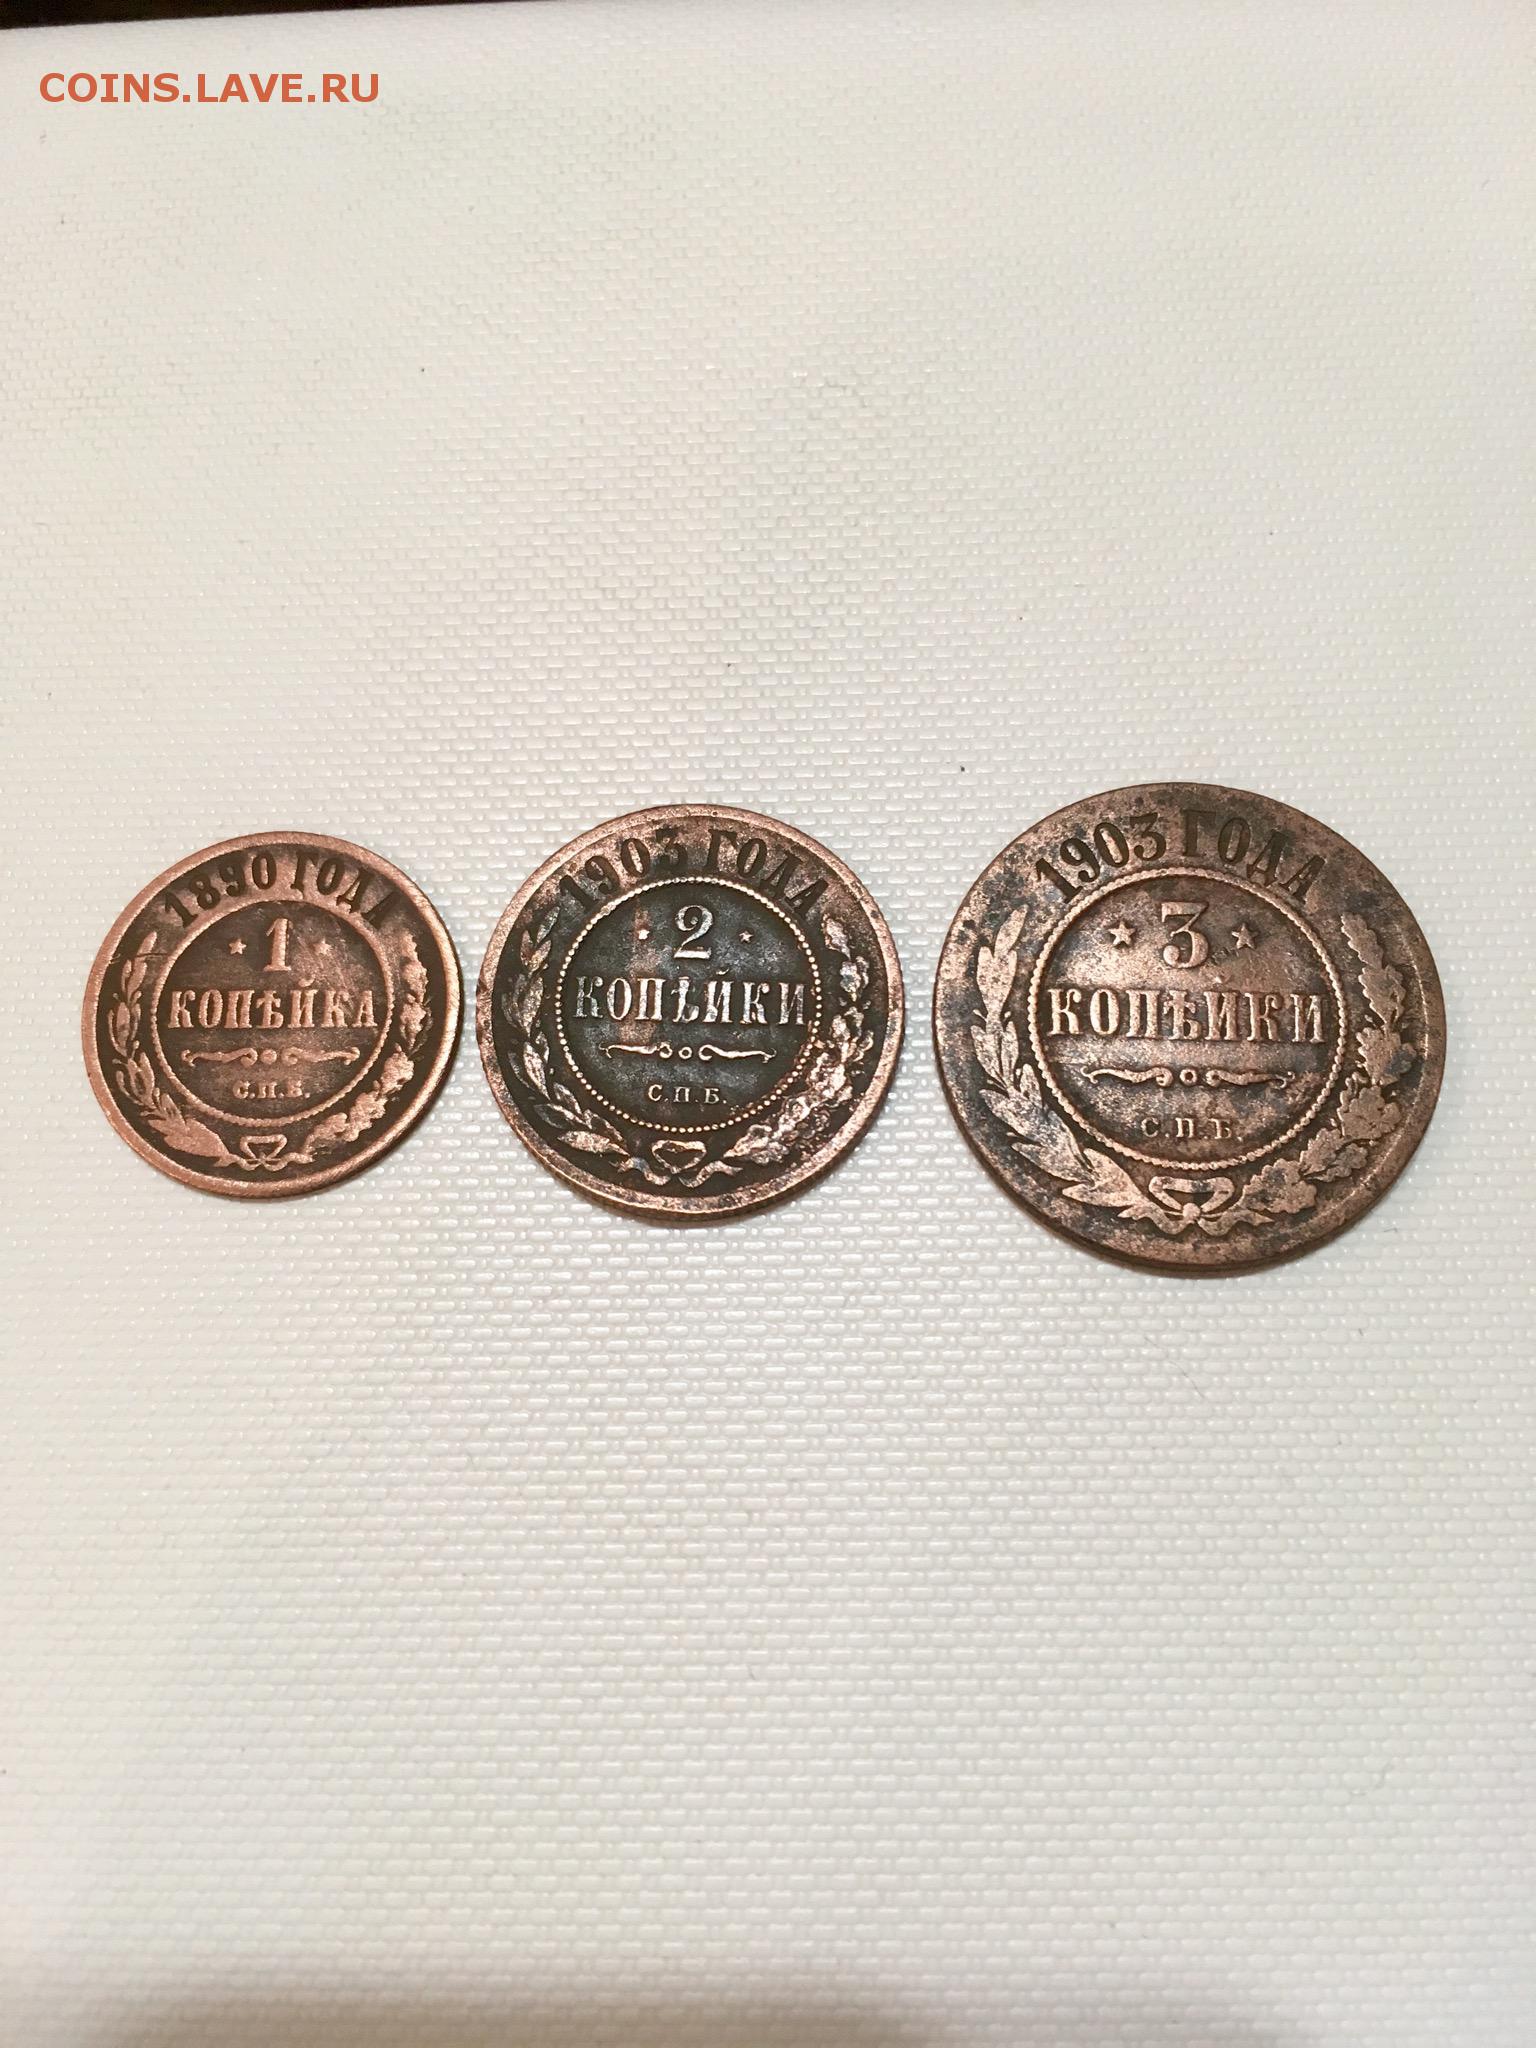 COINS.LAVE.RU
1890 ГОДА
1
КОПѢЙКА
С.П.Б.
1903 ГОДА
2
КОПѢЙКИ
С.П.Б.
1903 ГОДА
3
КОПѢЙКИ
С.П.Б.